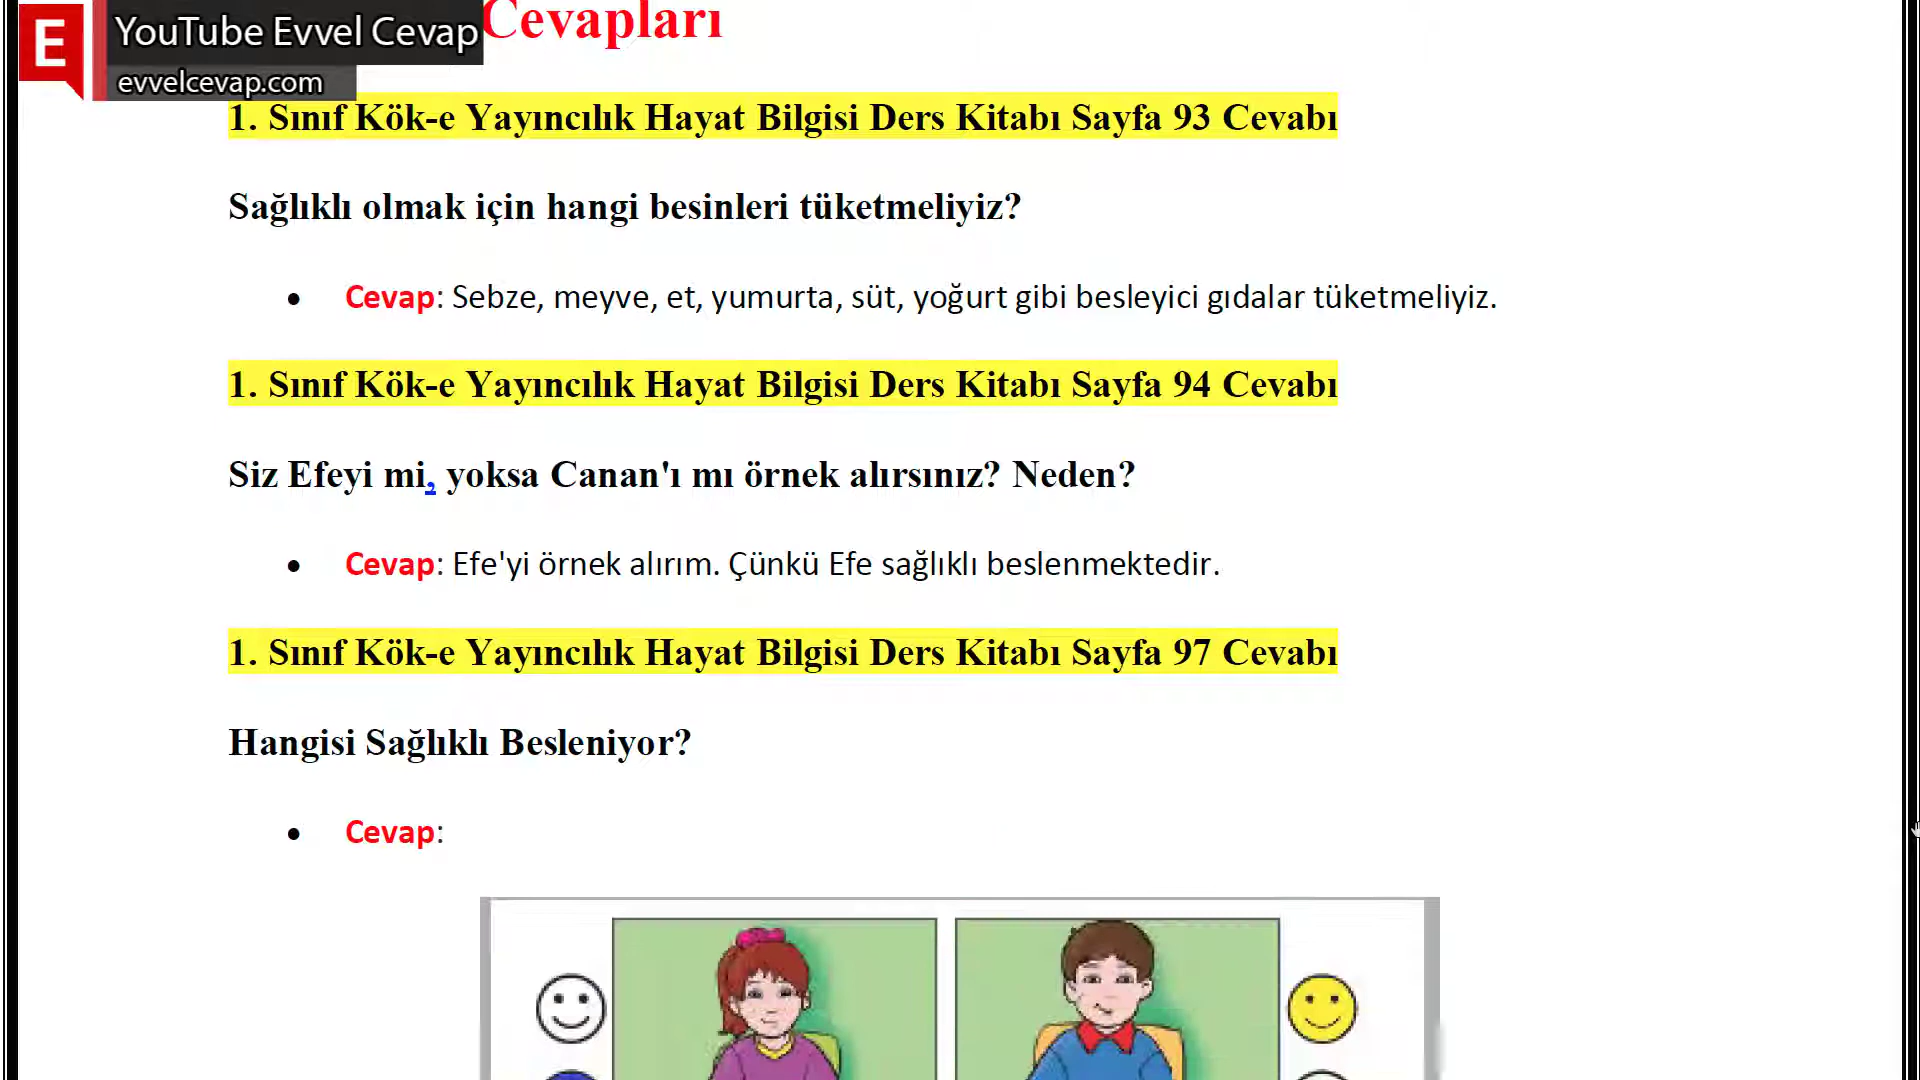 Cevapları
E
YouTube Evvel Cevap
evvelcevap.com
1. Sınıf Kök-e Yayıncılık Hayat Bilgisi Ders Kitabı Sayfa 93 Cevabı
Sağlıklı olmak için hangi besinleri tüketmeliyiz?
• Cevap: Sebze, meyve, et, yumurta, süt, yoğurt gibi besleyici gıdalar tüketmeliyiz.
1. Sınıf Kök-e Yayıncılık Hayat Bilgisi Ders Kitabı Sayfa 94 Cevabı
Siz Efeyi mi, yoksa Canan'ı mı örnek alırsınız? Neden?
• Cevap: Efe'yi örnek alırım. Çünkü Efe sağlıklı beslenmektedir.
1. Sınıf Kök-e Yayıncılık Hayat Bilgisi Ders Kitabı Sayfa 97 Cevabı
Hangisi Sağlıklı Besleniyor?
• Cevap: